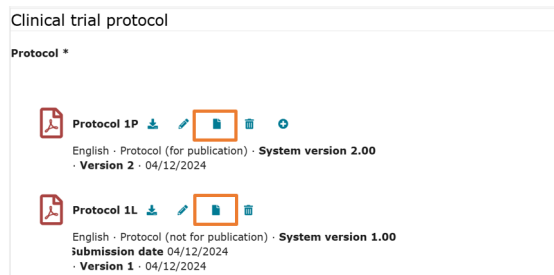 Clinical trial protocol
Protocol *
Protocol 1P
English · Protocol (for publication) · System version 2.00
· Version 2 · 04/12/2024
Protocol 1L
English · Protocol (not for publication) · System version 1.00
Submission date 04/12/2024
· Version 1 · 04/12/2024